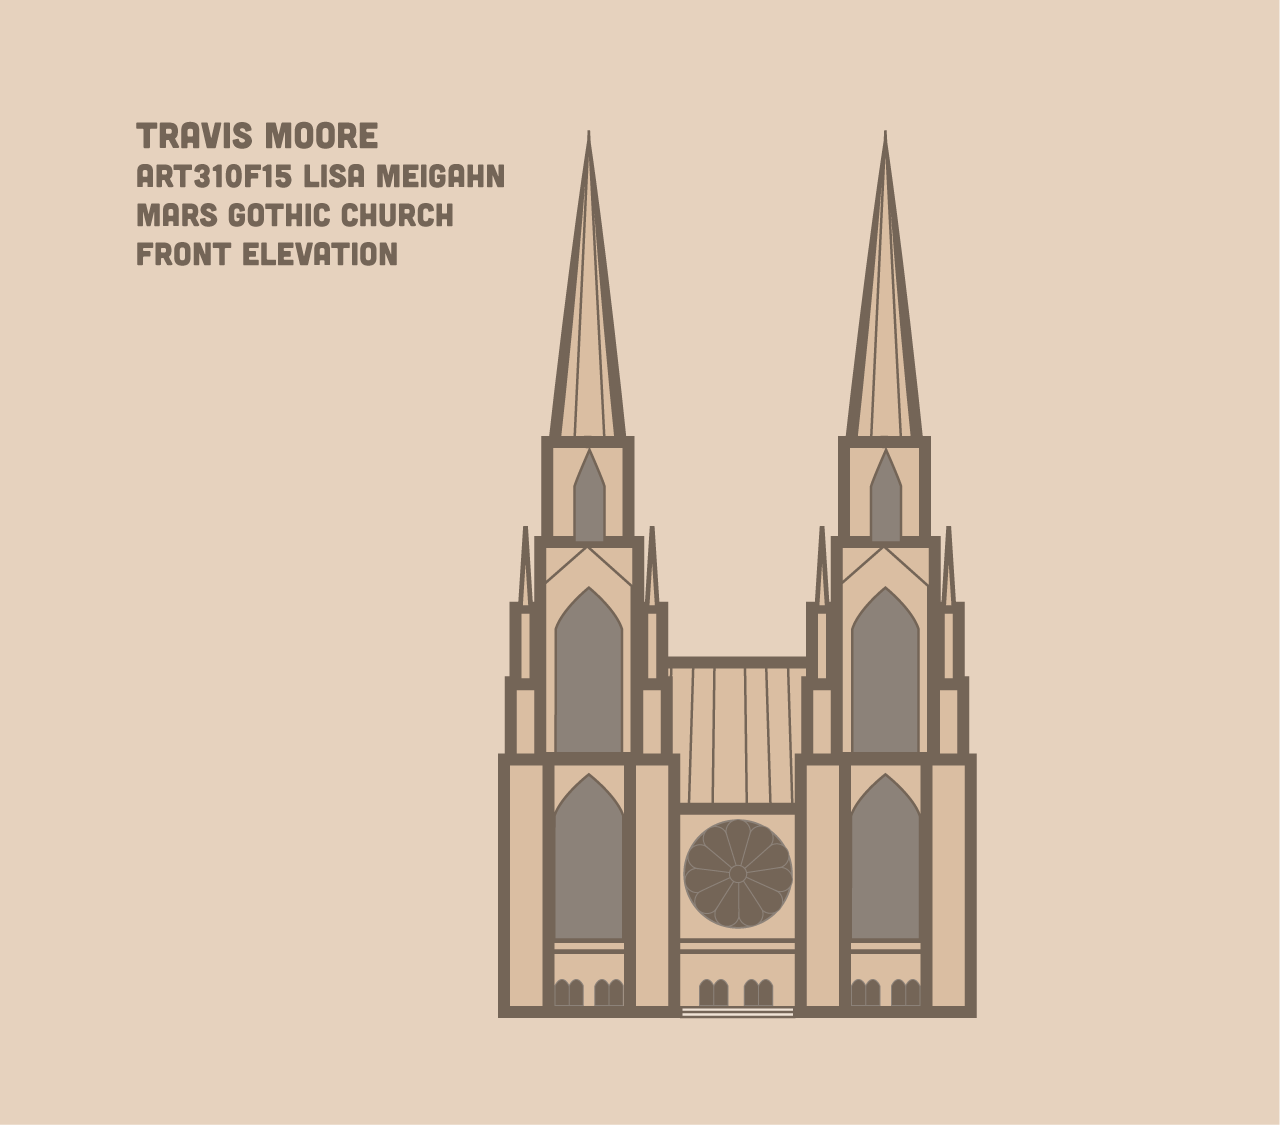 TRAVIS MOORE
ART310F15 LISA MEIGAHN
MARS GOTHIC CHURCH
FRONT ELEVATION